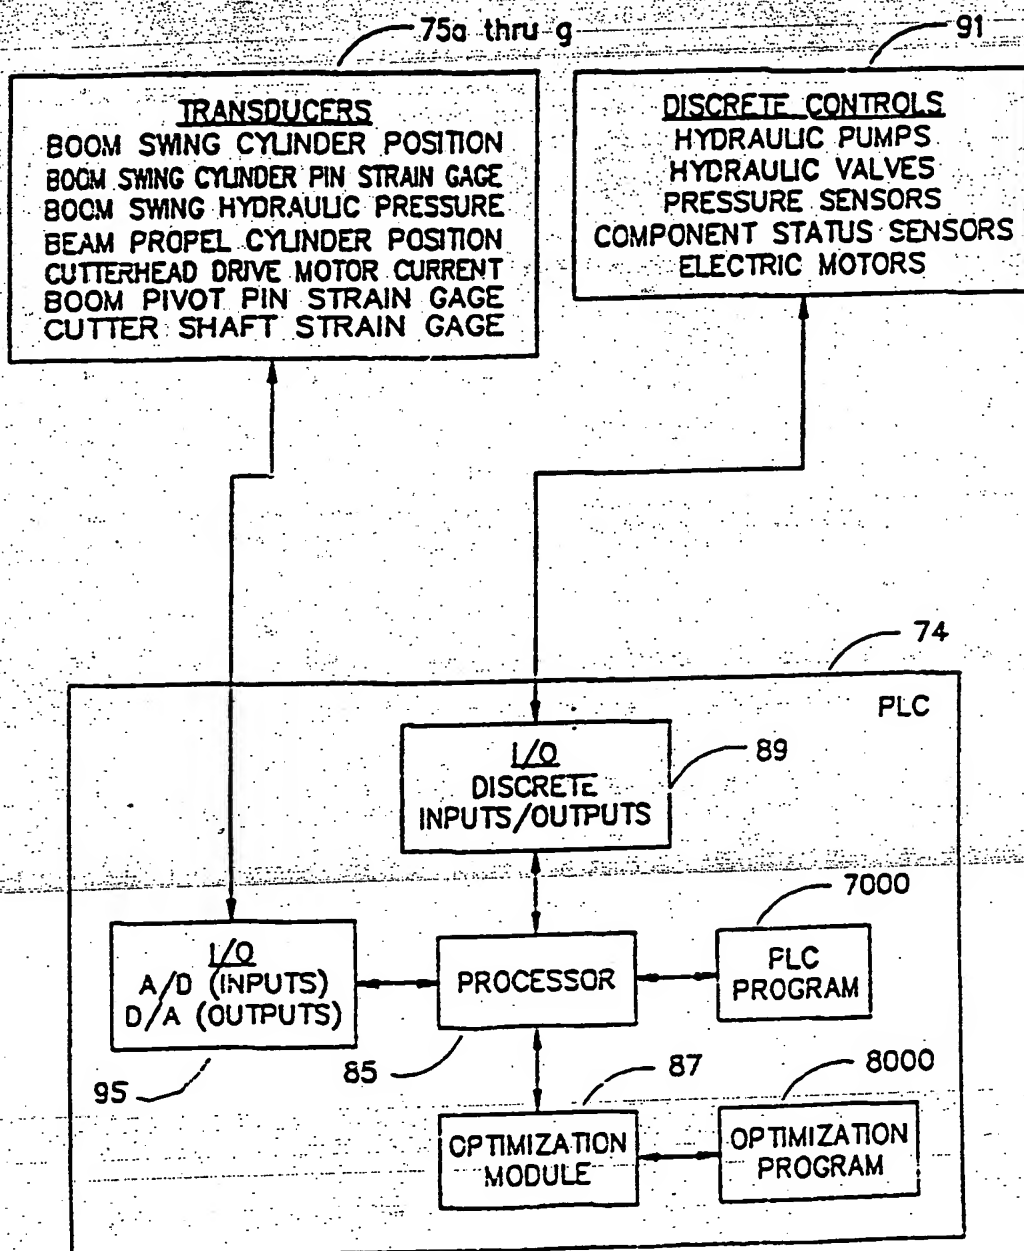 75a thru g
91
TRANSDUCERS
BOOM SWING CYLINDER POSITION
BOOM SWING CYLINDER PIN STRAIN GAGE
BOOM SWING HYDRAULIC PRESSURE
BEAM PROPEL CYLINDER POSITION
CUTTERHEAD DRIVE MOTOR CURRENT
BOOM PIVOT PIN STRAIN GAGE
CUTTER SHAFT STRAIN GAGE
DISCRETE CONTROLS
HYDRAULIC PUMPS
HYDRAULIC VALVES
PRESSURE SENSORS
COMPONENT STATUS SENSORS
ELECTRIC MOTORS
74
PLC
I/O
DISCRETE
INPUTS/OUTPUTS
89
7000
I/O
A/D (INPUTS)
D/A (OUTPUTS)
PROCESSOR
PLC
PROGRAM
95
85
87
8000
OPTIMIZATION
MODULE
OPTIMIZATION
PROGRAM